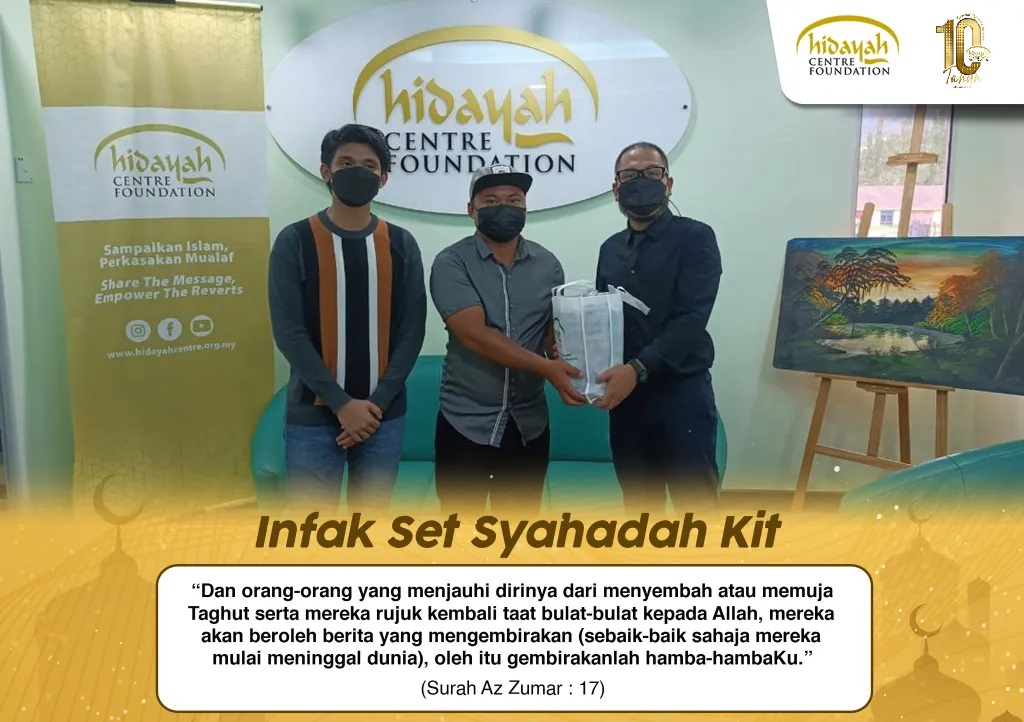 hidayah
CENTRE
FOUNDATION
10
Tahun
hidayah
CENTRE
FOUNDATION
hidayah
CENTRE
FOUNDATION
Sampaikan Islam,
Perkasakan Mualaf
Share The Message,
Empower The Reverts
www.hidayahcentre.org.my
Infak Set Syahadah Kit
“Dan orang-orang yang menjauhi dirinya dari menyembah atau memuja
Taghut serta mereka rujuk kembali taat bulat-bulat kepada Allah, mereka
akan beroleh berita yang mengembirakan (sebaik-baik sahaja mereka
mulai meninggal dunia), oleh itu gembirakanlah hamba-hambaKu.”
(Surah Az Zumar : 17)